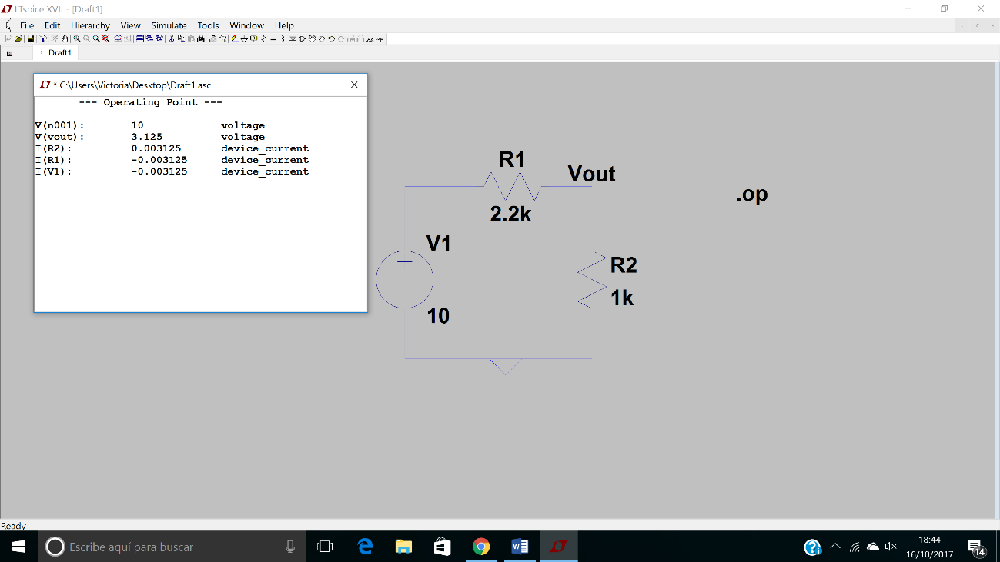 LTspice XVII - [Draft1]
File Edit Hierarchy View Simulate Tools Window Help
Draft1
* C:\Users\Victoria\Desktop\Draft1.asc
--- Operating Point ---
V(n001): 10 voltage
V(vout): 3.125 voltage
I(R2): 0.003125 device_current
I(R1): -0.003125 device_current
I(V1): -0.003125 device_current
R1
Vout
2.2k
.op
V1
10
R2
1k
Ready
Escribe aquí para buscar
18:44
16/10/2017
14